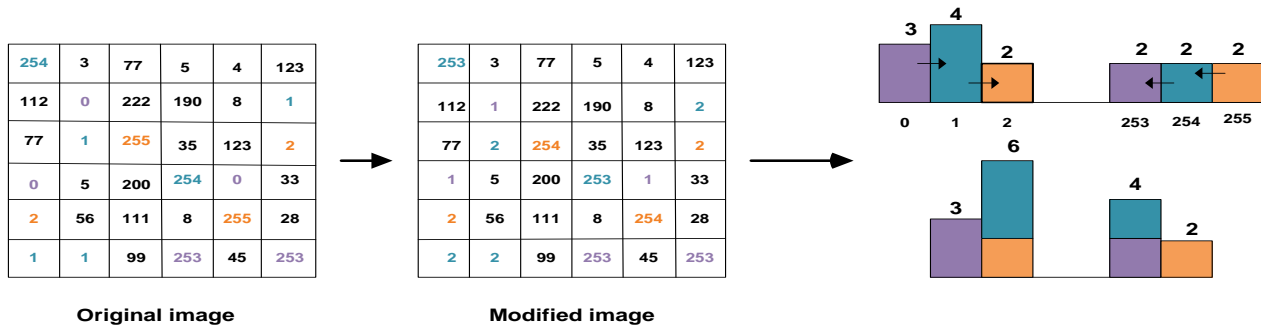 254 3 77 5 4 123
112 0 222 190 8 1
77 1 255 35 123 2
0 5 200 254 0 33
2 56 111 8 255 28
1 1 99 253 45 253
Original image
253 3 77 5 4 123
112 1 222 190 8 2
77 2 254 35 123 2
1 5 200 253 1 33
2 56 111 8 254 28
2 2 99 253 45 253
Modified image
3 4 2 2 2 2
0 1 2 253 254 255
3 6 4 2